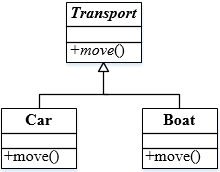 Transport
+move()
Car
Boat
+move()
+move()